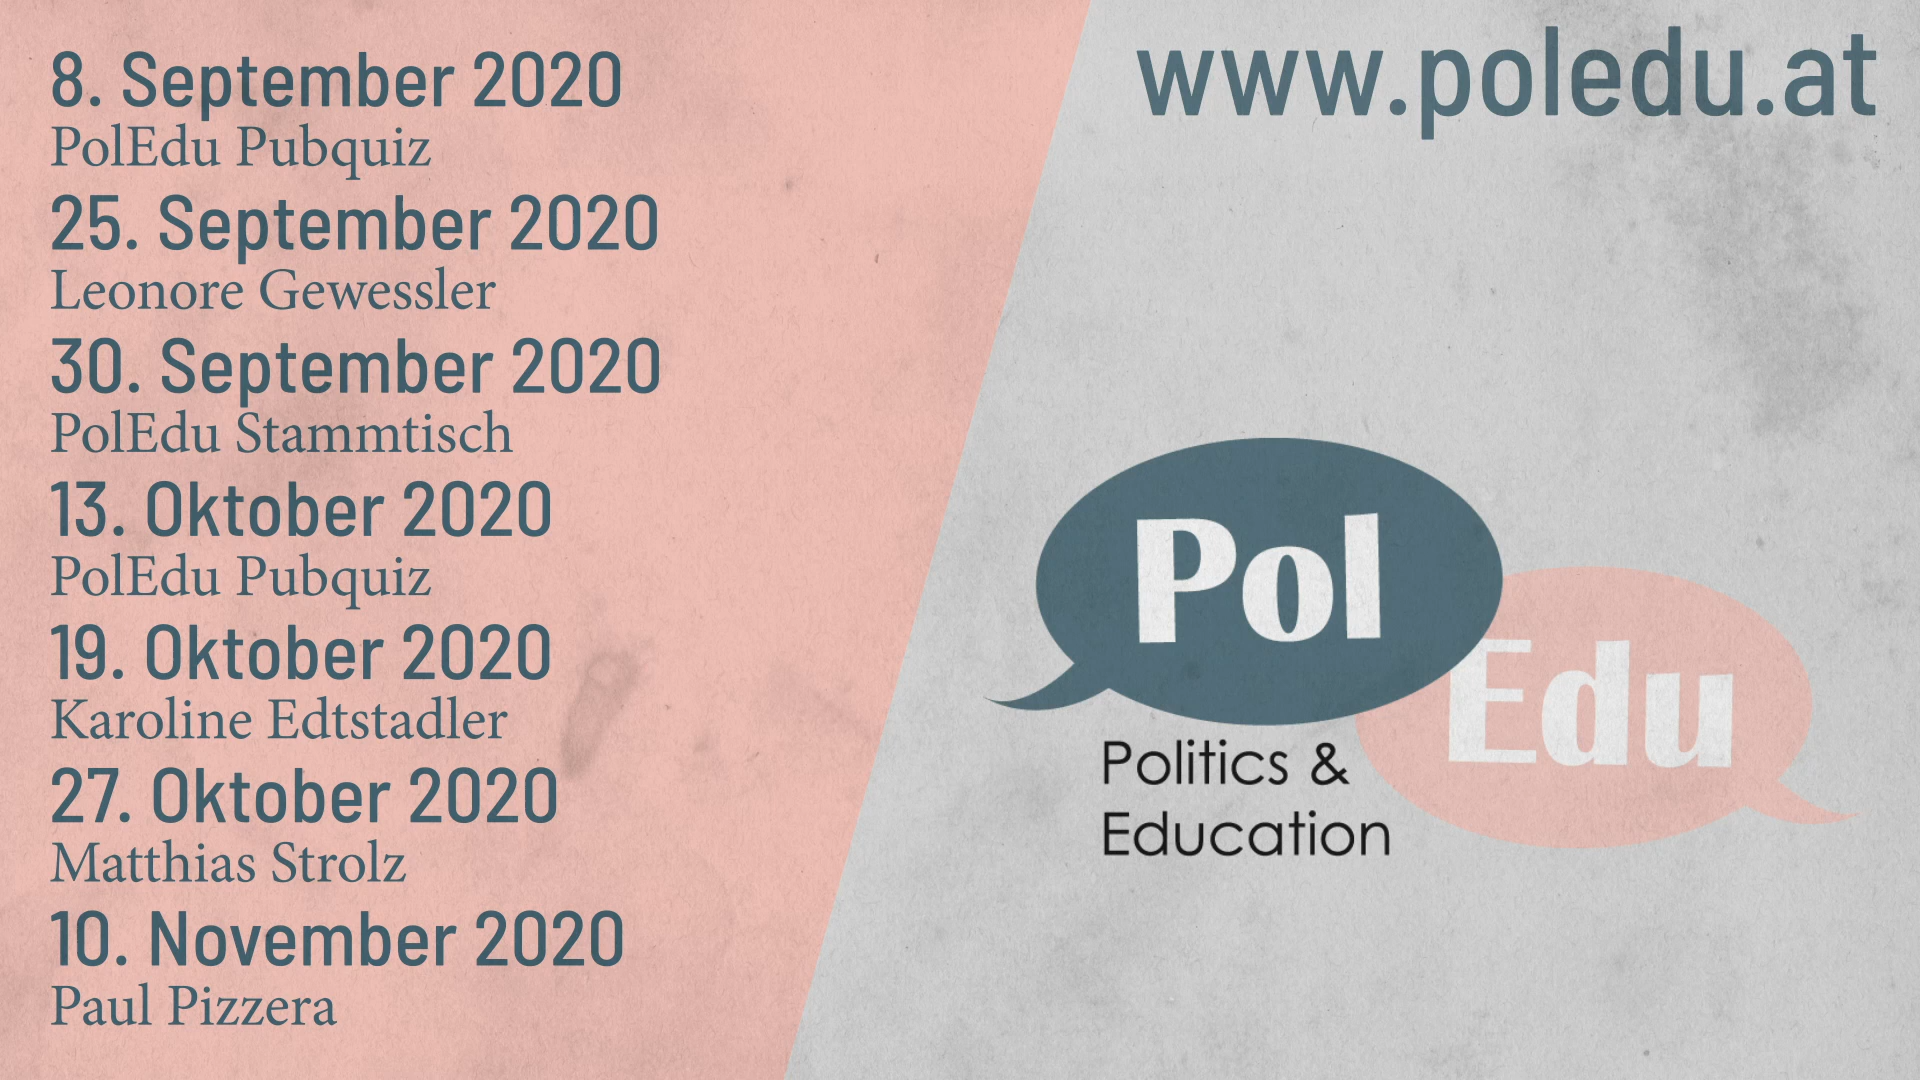 8. September 2020
PolEdu Pubquiz
25. September 2020
Leonore Gewessler
30. September 2020
PolEdu Stammtisch
13. Oktober 2020
PolEdu Pubquiz
19. Oktober 2020
Karoline Edtstadler
27. Oktober 2020
Matthias Strolz
10. November 2020
Paul Pizzera
www.poledu.at
Pol
Edu
Politics &
Education